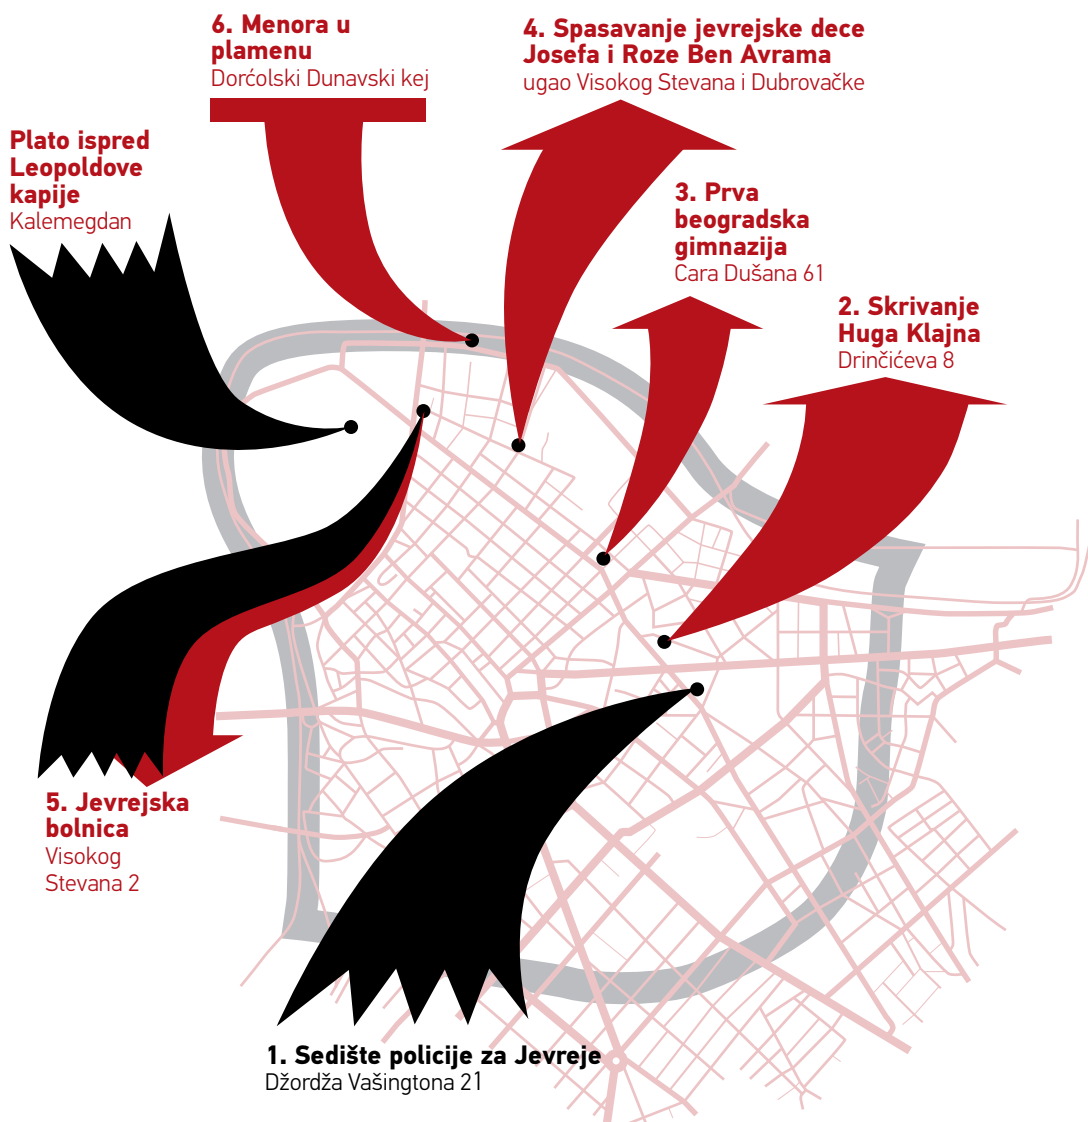 6. Menora u
plamenu
Dorćolski Dunavski kej
4. Spasavanje jevrejske dece
Josefa i Roze Ben Avrama
ugao Visokog Stevana i Dubrovačke
Plato ispred
Leopoldove
kapije
Kalemegdan
3. Prva
beogradska
gimnazija
Cara Dušana 61
2. Skrivanje
Huga Klajna
Drinčićeva 8
5. Jevrejska
bolnica
Visokog
Stevana 2
1. Sedište policije za Jevreje
Džordža Vašingtona 21